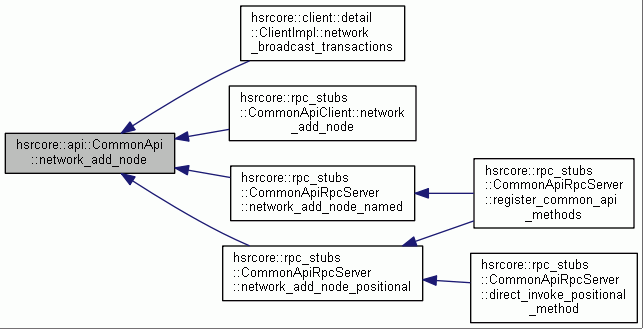 hsrcore::client::detail
::ClientImpl::network
_broadcast_transactions
hsrcore::rpc_stubs
::CommonApiClient::network
_add_node
hsrcore::api::CommonApi
::network_add_node
hsrcore::rpc_stubs
::CommonApiRpcServer
::network_add_node_named
hsrcore::rpc_stubs
::CommonApiRpcServer
::register_common_api
_methods
hsrcore::rpc_stubs
::CommonApiRpcServer
::network_add_node_positional
hsrcore::rpc_stubs
::CommonApiRpcServer
::direct_invoke_positional
_method